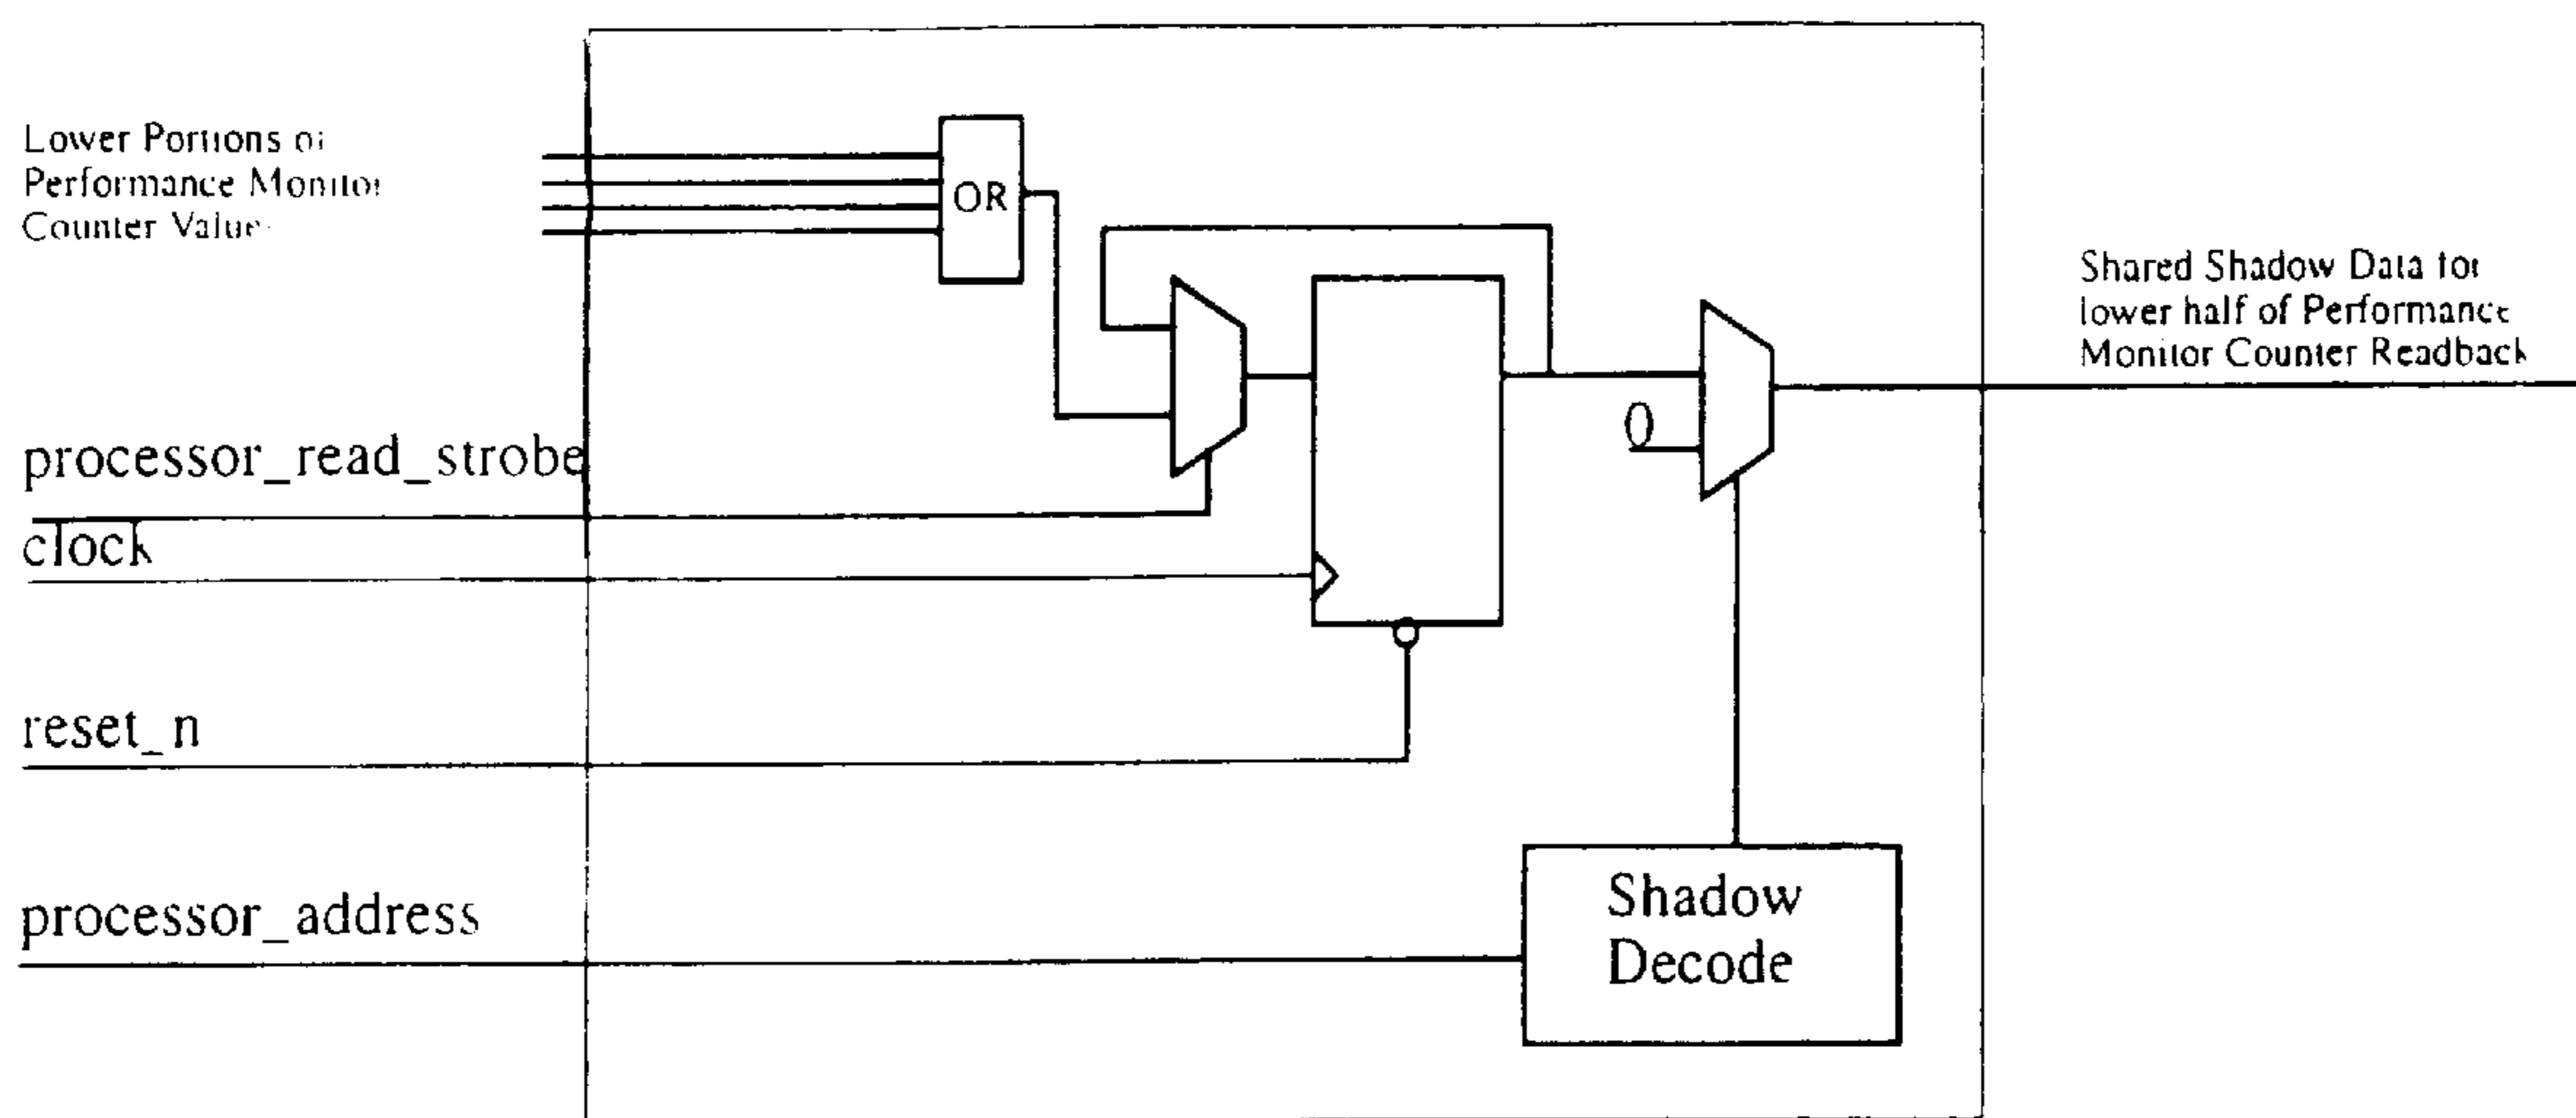 Lower Portions of
Performance Monitor
Counter Value
OR
Shared Shadow Data for
lower half of Performance
Monitor Counter Readback
0
processor_read_strobe
clock
reset_n
processor_address
Shadow
Decode